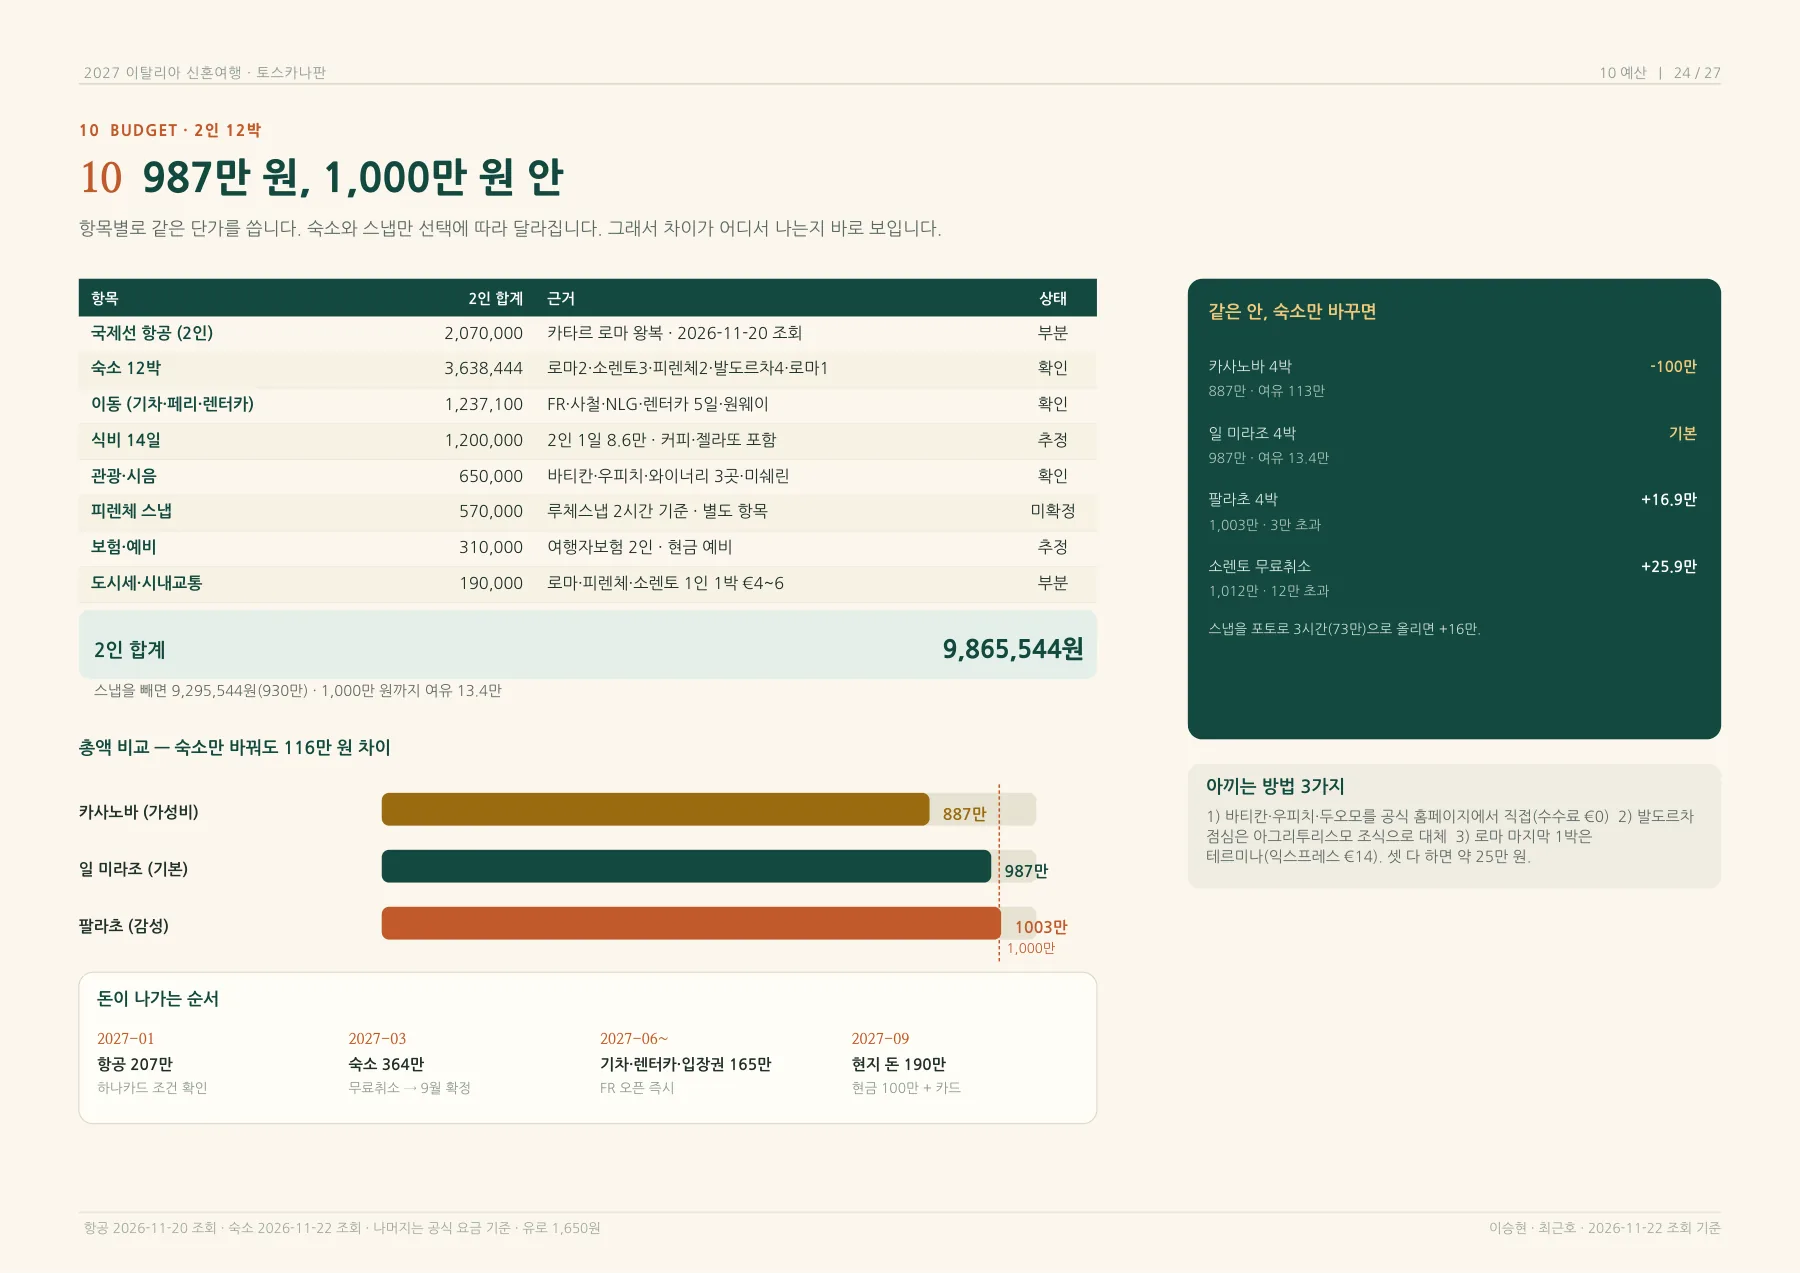 2027 이탈리아 신혼여행 · 토스카나판
10 예산 | 24 / 27
10 BUDGET · 2인 12박
10 987만 원, 1,000만 원 안
항목별로 같은 단가를 씁니다. 숙소와 스냅만 선택에 따라 달라집니다. 그래서 차이가 어디서 나는지 바로 보입니다.
항목 2인 합계 근거 상태
국제선 항공 (2인) 2,070,000 카타르 로마 왕복 · 2026-11-20 조회 부분
숙소 12박 3,638,444 로마2·소렌토3·피렌체2·발도르차4·로마1 확인
이동 (기차·페리·렌터카) 1,237,100 FR·사철·NLG·렌터카 5일·원웨이 확인
식비 14일 1,200,000 2인 1일 8.6만 · 커피·젤라또 포함 추정
관광·시음 650,000 바티칸·우피치·와이너리 3곳·미쉐린 확인
피렌체 스냅 570,000 루체스냅 2시간 기준 · 별도 항목 미확정
보험·예비 310,000 여행자보험 2인 · 현금 예비 추정
도시세·시내교통 190,000 로마·피렌체·소렌토 1인 1박 €4~6 부분
2인 합계 9,865,544원
스냅을 빼면 9,295,544원(930만) · 1,000만 원까지 여유 13.4만
총액 비교 — 숙소만 바꿔도 116만 원 차이
카사노바 (가성비) 887만
일 미라조 (기본) 987만
팔라초 (감성) 1003만
1,000만
돈이 나가는 순서
2027-01 2027-03 2027-06~ 2027-09
항공 207만 숙소 364만 기차·렌터카·입장권 165만 현지 돈 190만
하나카드 조건 확인 무료취소 → 9월 확정 FR 오픈 즉시 현금 100만 + 카드
같은 안, 숙소만 바꾸면
카사노바 4박 -100만
887만 · 여유 113만
일 미라조 4박 기본
987만 · 여유 13.4만
팔라초 4박 +16.9만
1,003만 · 3만 초과
소렌토 무료취소 +25.9만
1,012만 · 12만 초과
스냅을 포토로 3시간(73만)으로 올리면 +16만.
아끼는 방법 3가지
1) 바티칸·우피치·두오모를 공식 홈페이지에서 직접(수수료 €0) 2) 발도르차
점심은 아그리투리스모 조식으로 대체 3) 로마 마지막 1박은
테르미나(익스프레스 €14). 셋 다 하면 약 25만 원.
항공 2026-11-20 조회 · 숙소 2026-11-22 조회 · 나머지는 공식 요금 기준 · 유로 1,650원
이승현 · 최근호 · 2026-11-22 조회 기준